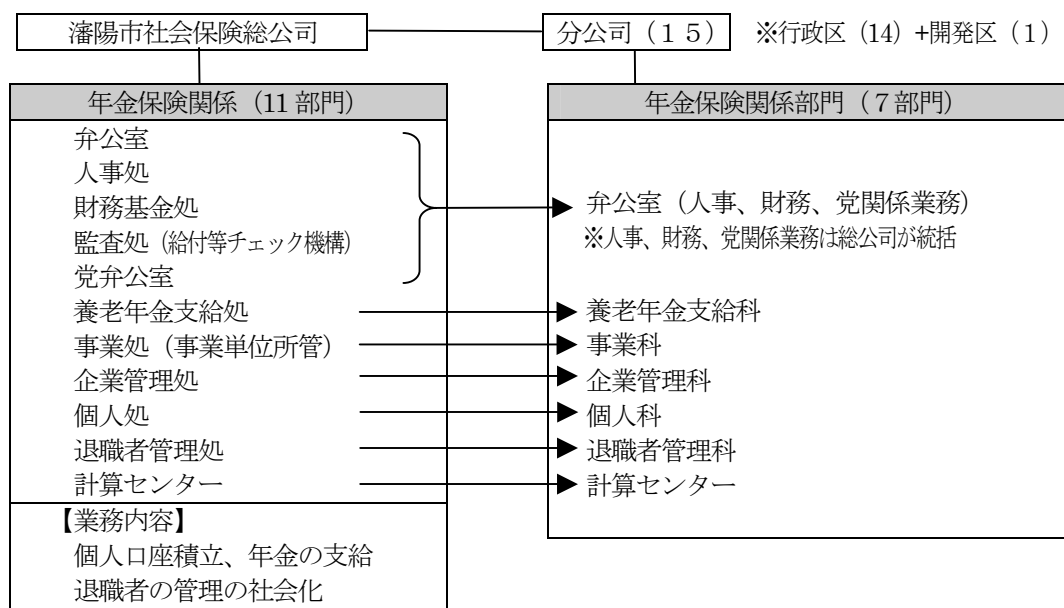 瀋陽市社会保険総公司
分公司（１５）
※行政区（14）+開発区（１）
年金保険関係（11 部門）
弁公室
人事処
財務基金処
監査処（給付等チェック機構）
党弁公室
養老年金支給処
事業処（事業単位所管）
企業管理処
個人処
退職者管理処
計算センター
【業務内容】
個人口座積立、年金の支給
退職者の管理の社会化
年金保険関係部門（７部門）
弁公室（人事、財務、党関係業務）
※人事、財務、党関係業務は総公司が統括
養老年金支給科
事業科
企業管理科
個人科
退職者管理科
計算センター